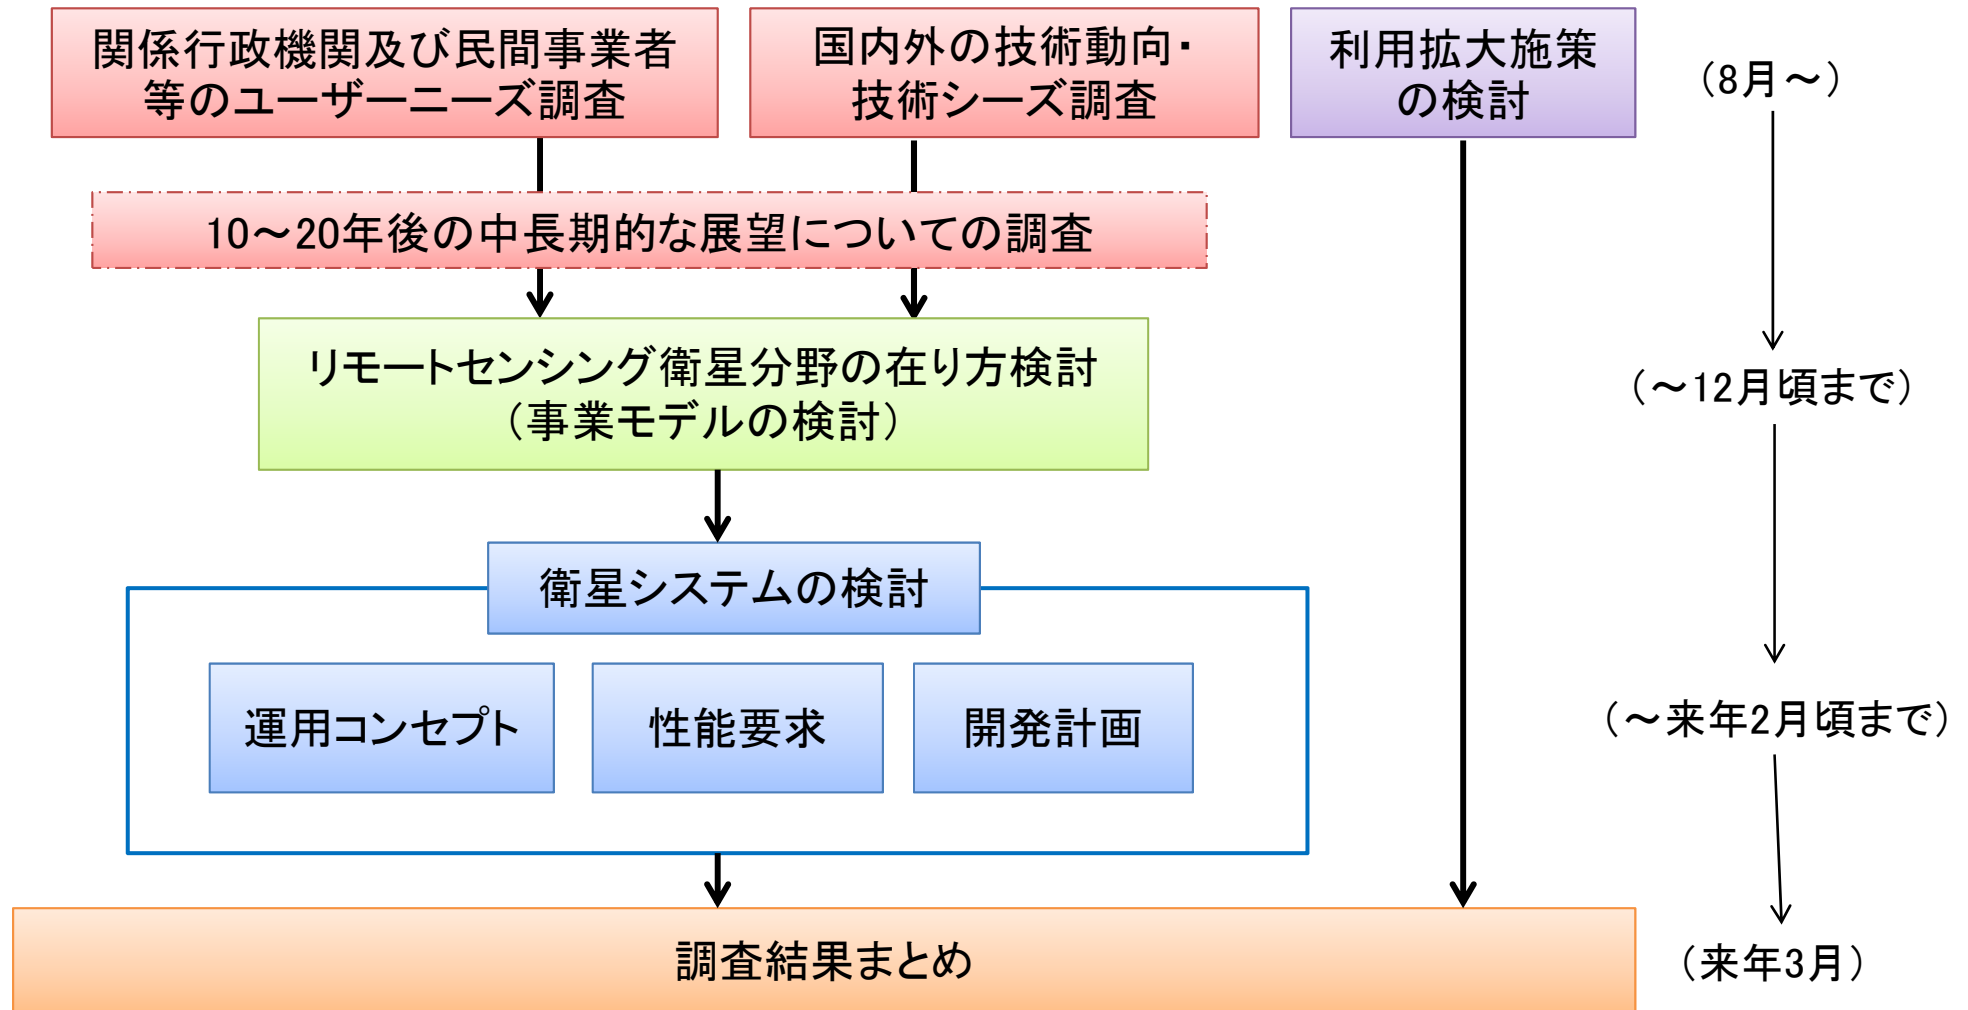 関係行政機関及び民間事業者
等のユーザーニーズ調査
国内外の技術動向・
技術シーズ調査
利用拡大施策
の検討
（8月～）
10～20年後の中長期的な展望についての調査
リモートセンシング衛星分野の在り方検討
（事業モデルの検討）
（～12月頃まで）
衛星システムの検討
運用コンセプト
性能要求
開発計画
（～来年2月頃まで）
調査結果まとめ
（来年3月）